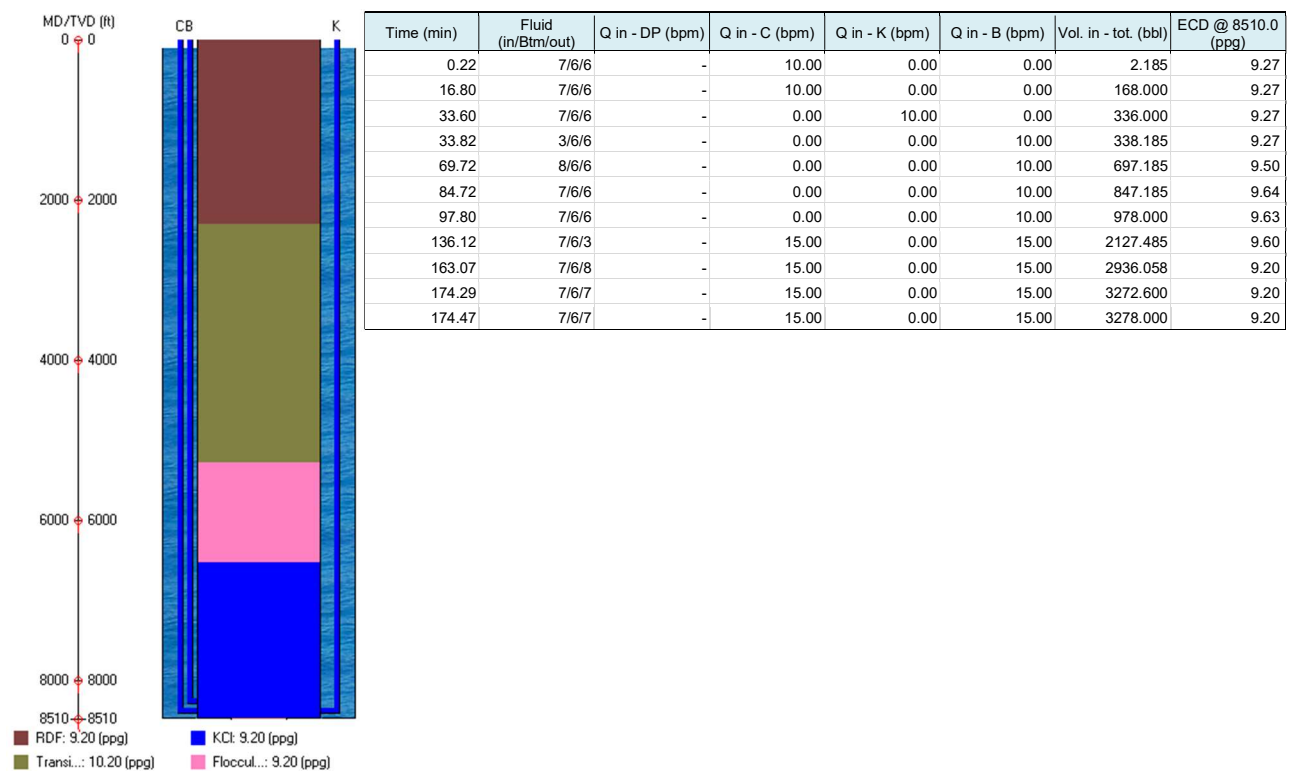 MD/TVD (ft)
CB K
0 0
2000 2000
4000 4000
6000 6000
8000 8000
8510 8510
RDF: 9.20 (ppg) KCl: 9.20 (ppg)
Transi...: 10.20 (ppg) Floccul...: 9.20 (ppg)
Time (min) Fluid (in/Btm/out) Q in - DP (bpm) Q in - C (bpm) Q in - K (bpm) Q in - B (bpm) Vol. in - tot. (bbl) ECD @ 8510.0 (ppg)
0.22 7/6/6 - 10.00 0.00 0.00 2.185 9.27
16.80 7/6/6 - 10.00 0.00 0.00 168.000 9.27
33.60 7/6/6 - 0.00 10.00 0.00 336.000 9.27
33.82 3/6/6 - 0.00 0.00 10.00 338.185 9.27
69.72 8/6/6 - 0.00 0.00 10.00 697.185 9.50
84.72 7/6/6 - 0.00 0.00 10.00 847.185 9.64
97.80 7/6/6 - 0.00 0.00 10.00 978.000 9.63
136.12 7/6/3 - 15.00 0.00 15.00 2127.485 9.60
163.07 7/6/8 - 15.00 0.00 15.00 2936.058 9.20
174.29 7/6/7 - 15.00 0.00 15.00 3272.600 9.20
174.47 7/6/7 - 15.00 0.00 15.00 3278.000 9.20